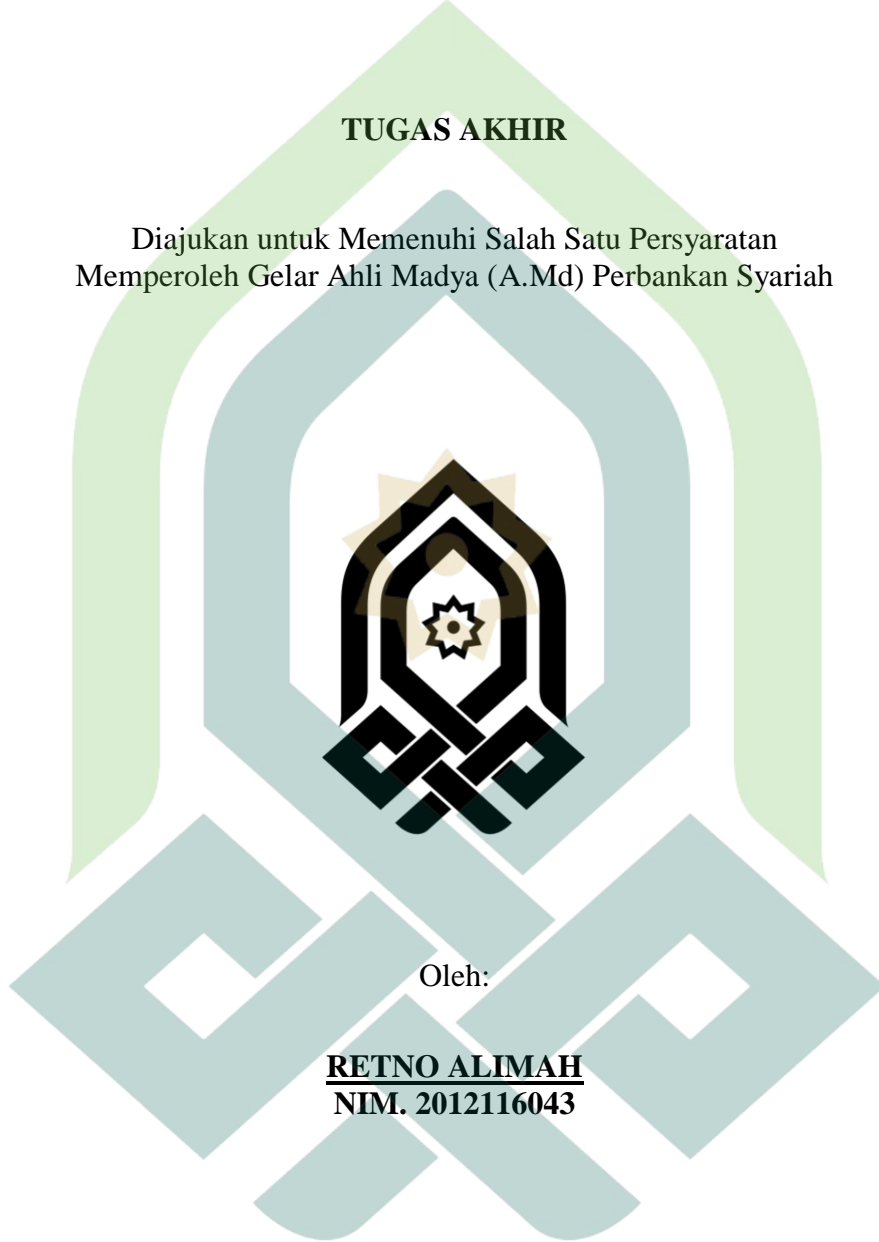 TUGAS AKHIR
Diajukan untuk Memenuhi Salah Satu Persyaratan
Memperoleh Gelar Ahli Madya (A.Md) Perbankan Syariah
Oleh:
RETNO ALIMAH
NIM. 2012116043